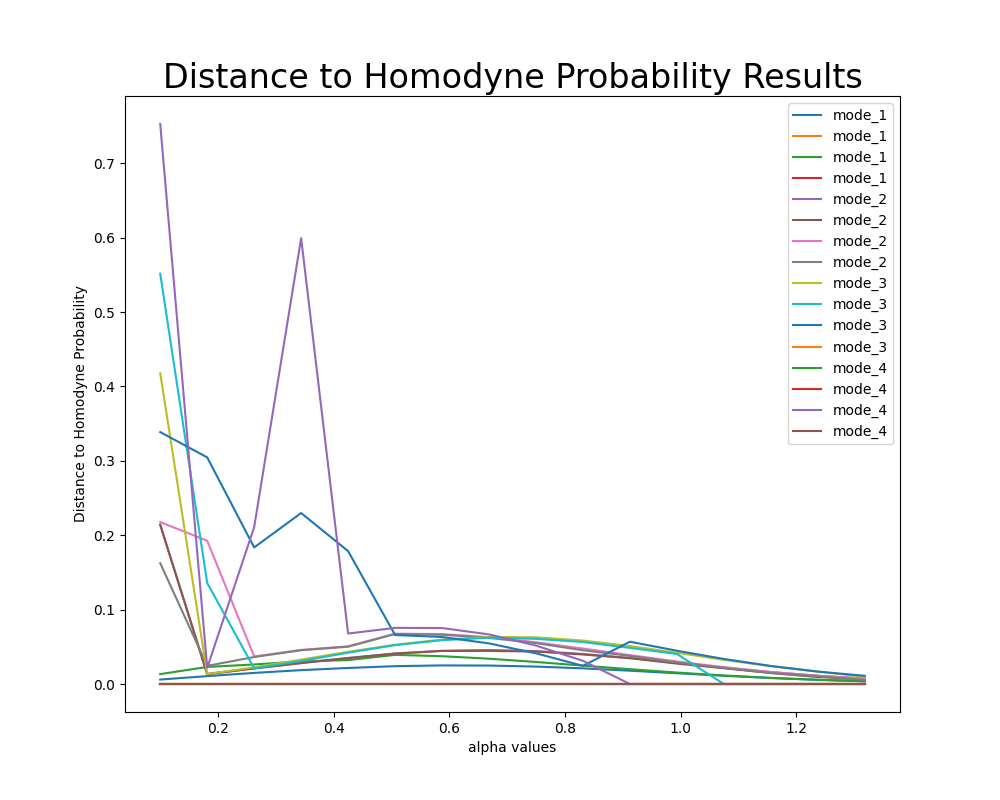 Distance to Homodyne Probability Results
Distance to Homodyne Probability
0.7
0.6
0.5
0.4
0.3
0.2
0.1
0.0
0.2
0.4
0.6
0.8
1.0
1.2
alpha values
mode_1
mode_1
mode_1
mode_1
mode_2
mode_2
mode_2
mode_2
mode_3
mode_3
mode_3
mode_3
mode_4
mode_4
mode_4
mode_4